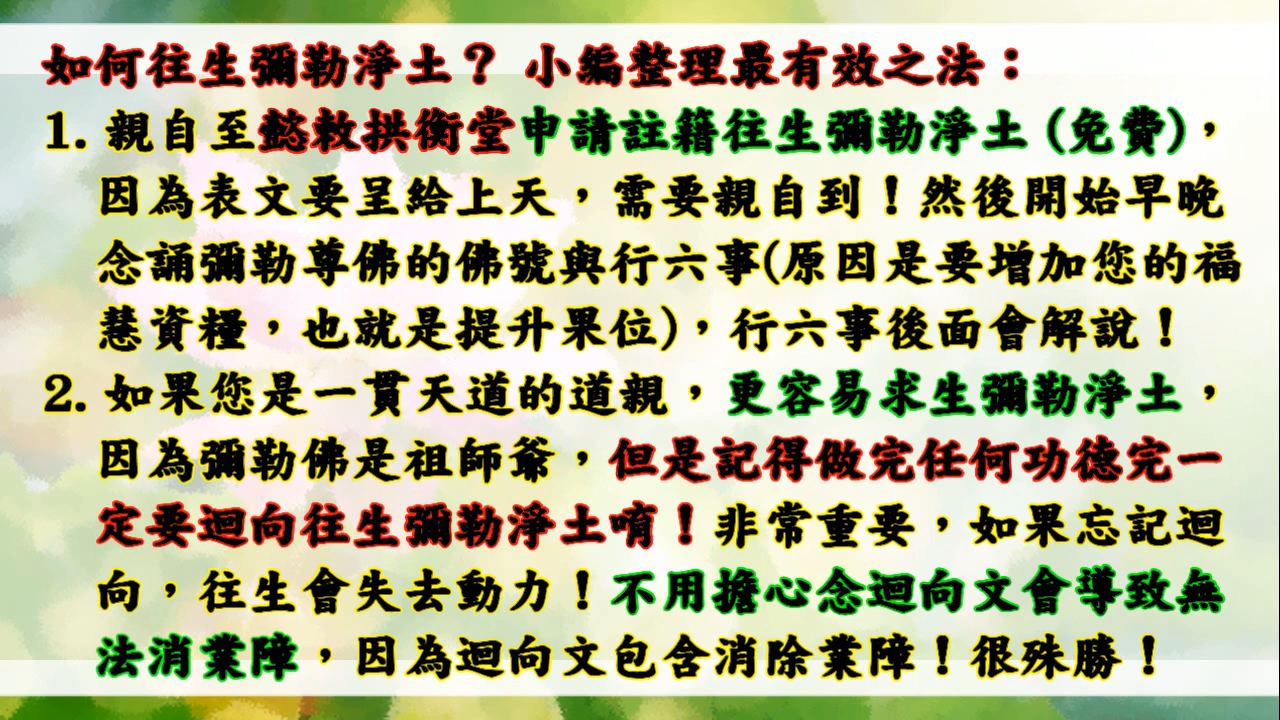 如何往生彌勒淨土？ 小編整理最有效之法：
1. 親自至懿敕拱衡堂申請註籍往生彌勒淨土 (免費)，
因為表文要呈給上天，需要親自到！然後開始早晚
念誦彌勒尊佛的佛號與行六事(原因是要增加您的福
慧資糧，也就是提升果位)，行六事後面會解說！
2. 如果您是一貫天道的道親，更容易求生彌勒淨土，
因為彌勒佛是祖師爺，但是記得做完任何功德完一
定要迴向往生彌勒淨土唷！非常重要，如果忘記迴
向，往生會失去動力！不用擔心念迴向文會導致無
法消業障，因為迴向文包含消除業障！很殊勝！